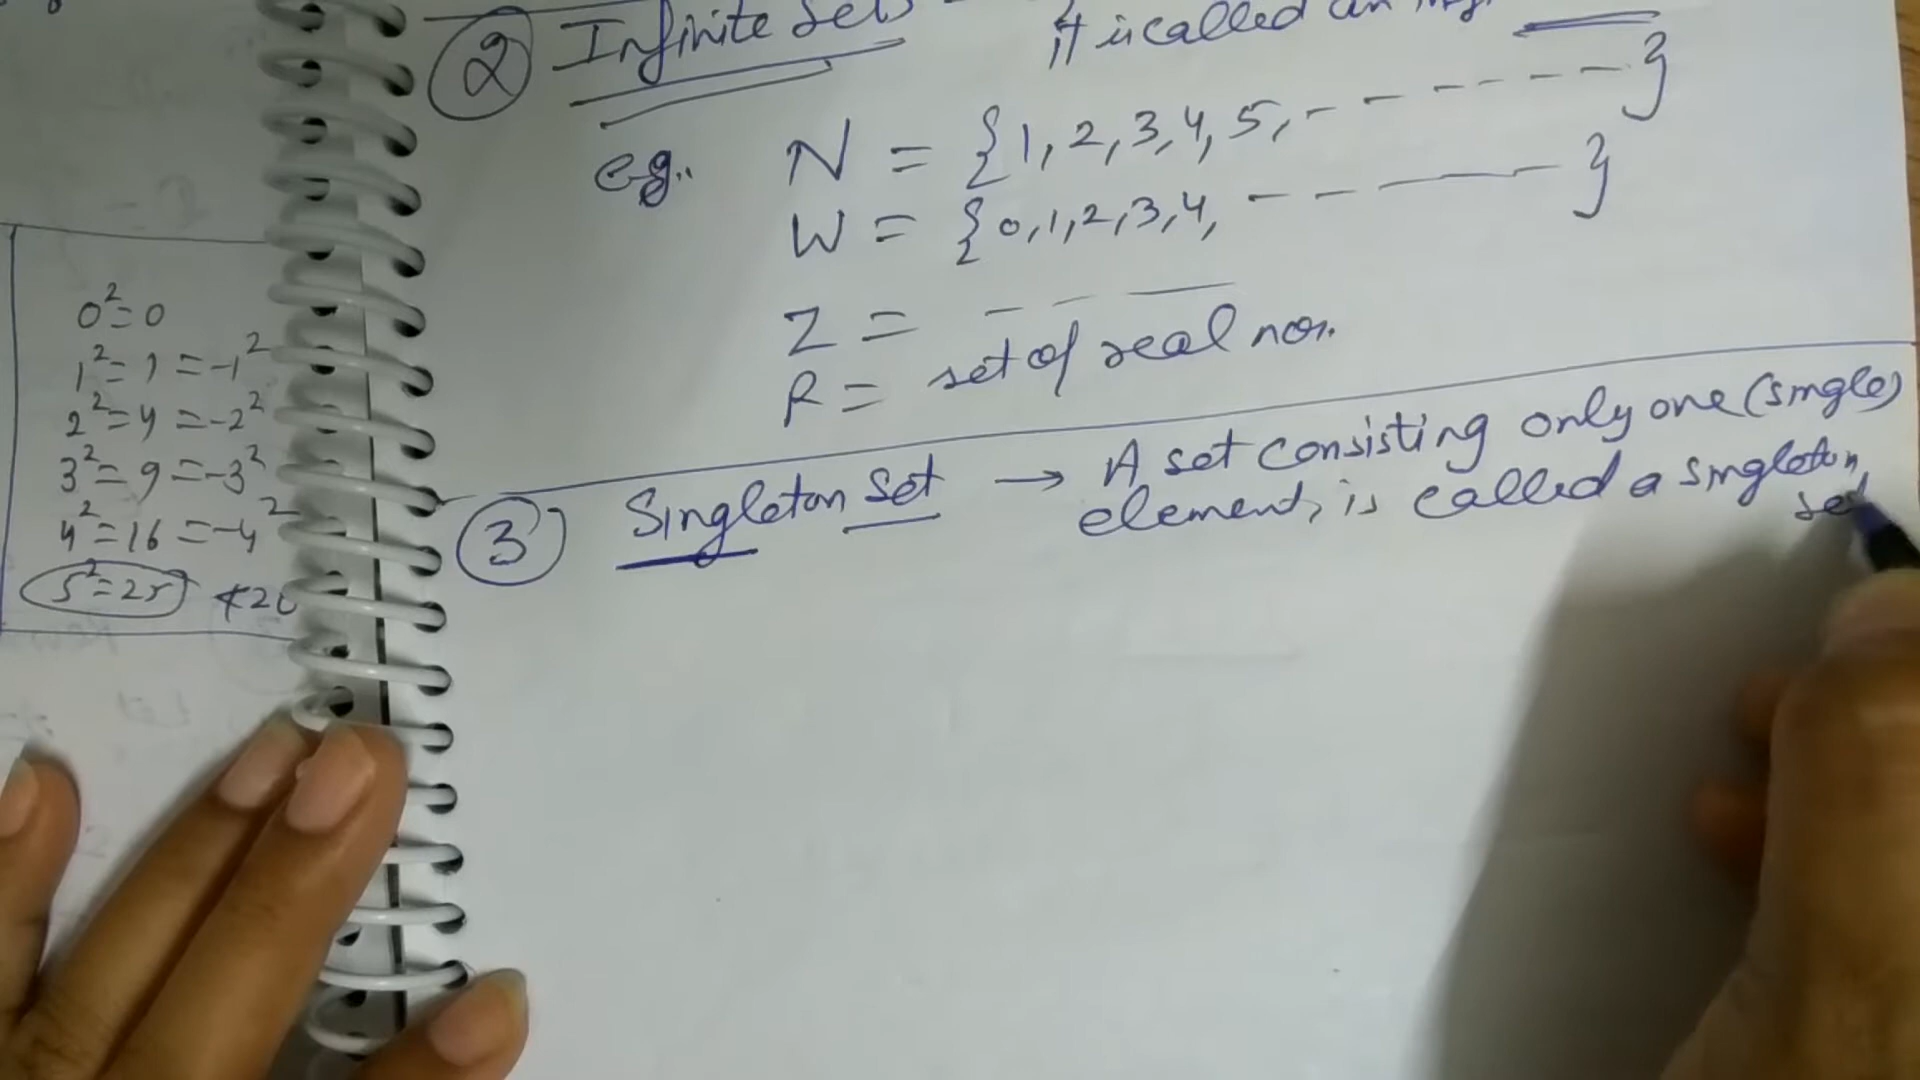 ② Infinite Sets
it is called an
eg. N = {1, 2, 3, 4, 5, - - - - - - }
W = {0, 1, 2, 3, 4, - - - - }
Z = - - -
R = set of real nos.
③ Singleton Set → A set consisting only one (single)
element, is called a singleton
set
0² = 0
1² = 1 = -1²
2² = 4 = -2²
3² = 9 = -3²
4² = 16 = -4²
5² = 25